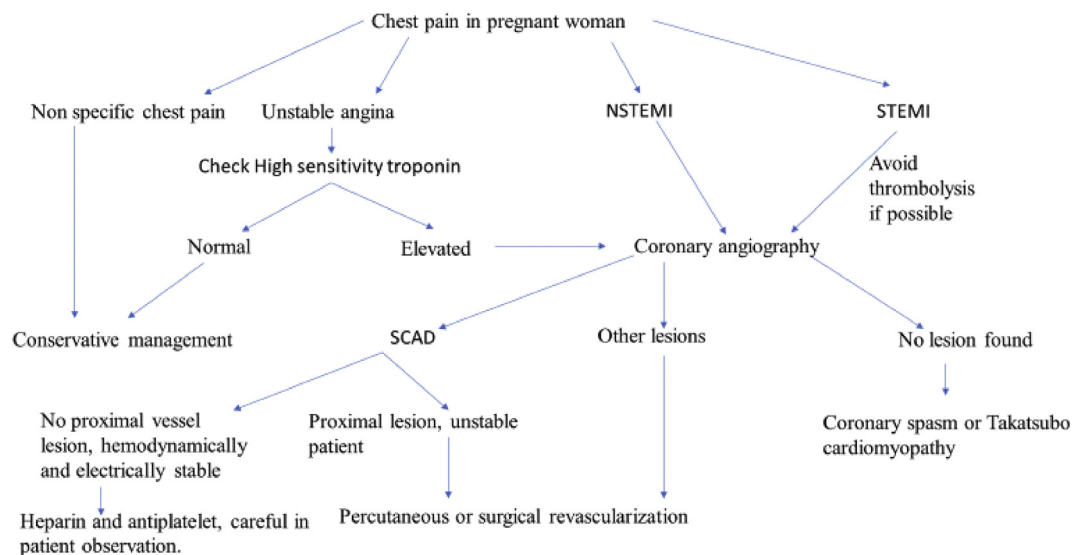 Chest pain in pregnant woman
Non specific chest pain
Unstable angina
NSTEMI
STEMI
Check High sensitivity troponin
Avoid
thrombolysis
if possible
Normal
Elevated
Coronary angiography
Conservative management
SCAD
Other lesions
No lesion found
No proximal vessel
lesion, hemodynamically
and electrically stable
Proximal lesion, unstable
patient
Coronary spasm or Takatsubo
cardiomyopathy
Heparin and antiplatelet, careful in
patient observation.
Percutaneous or surgical revascularization